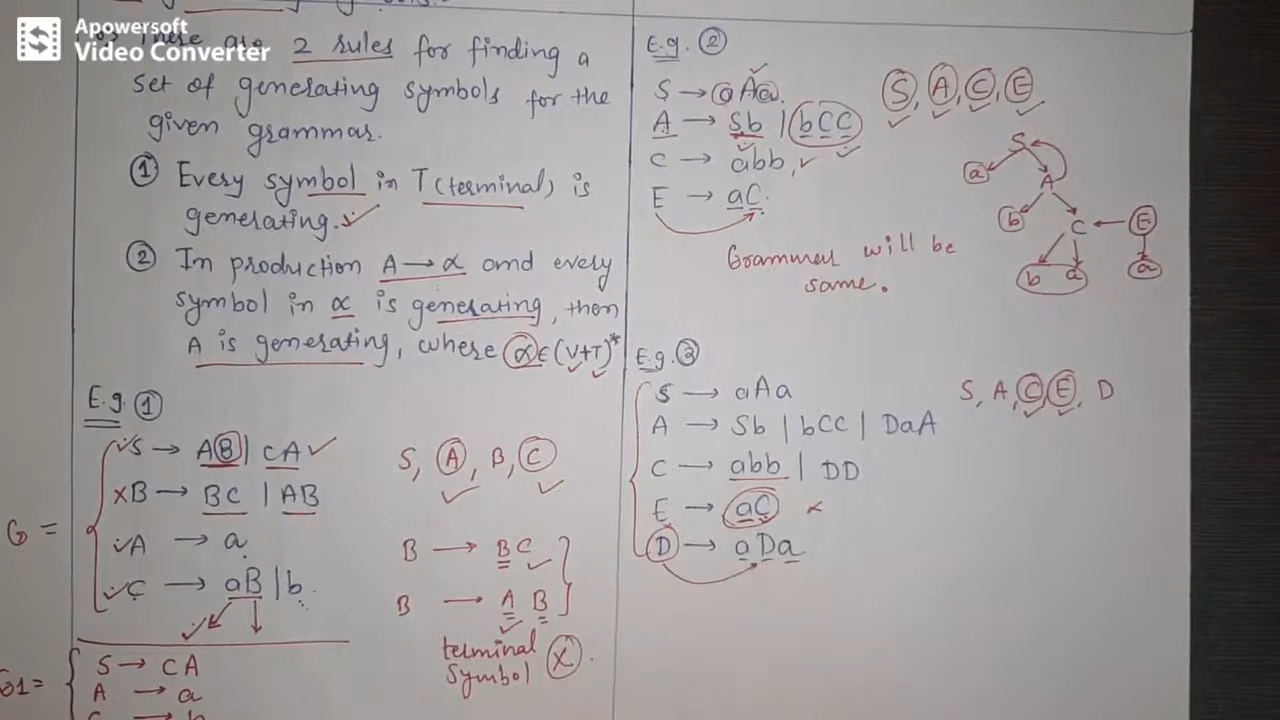 Apowersoft
Video Converter
2 rules for finding a
set of generating symbols for the
given grammar.
① Every symbol in T (terminal) is
generating. ✓
② In production A → α and every
symbol in α is generating, then
A is generating, where α ∈ (V+T)*
E.g. ①
G =
✓S → AB | CA ✓
xB → BC | AB
✓A → a
✓C → aB | b.
S, A, B, C
B → BC
B → A B
terminal
symbol X.
G1 =
S → CA
A → a
E.g. ②
S → aAa.
A → Sb | bCC
C → abb, ✓
E → aC.
S, A, C, E
S
a
A
b
C
E
b a
a
Grammar will be
same.
E.g. ③
S → aAa
A → Sb | bCC | DaA
C → abb | DD
E → aC x
D → aDa
S, A, C, E, D